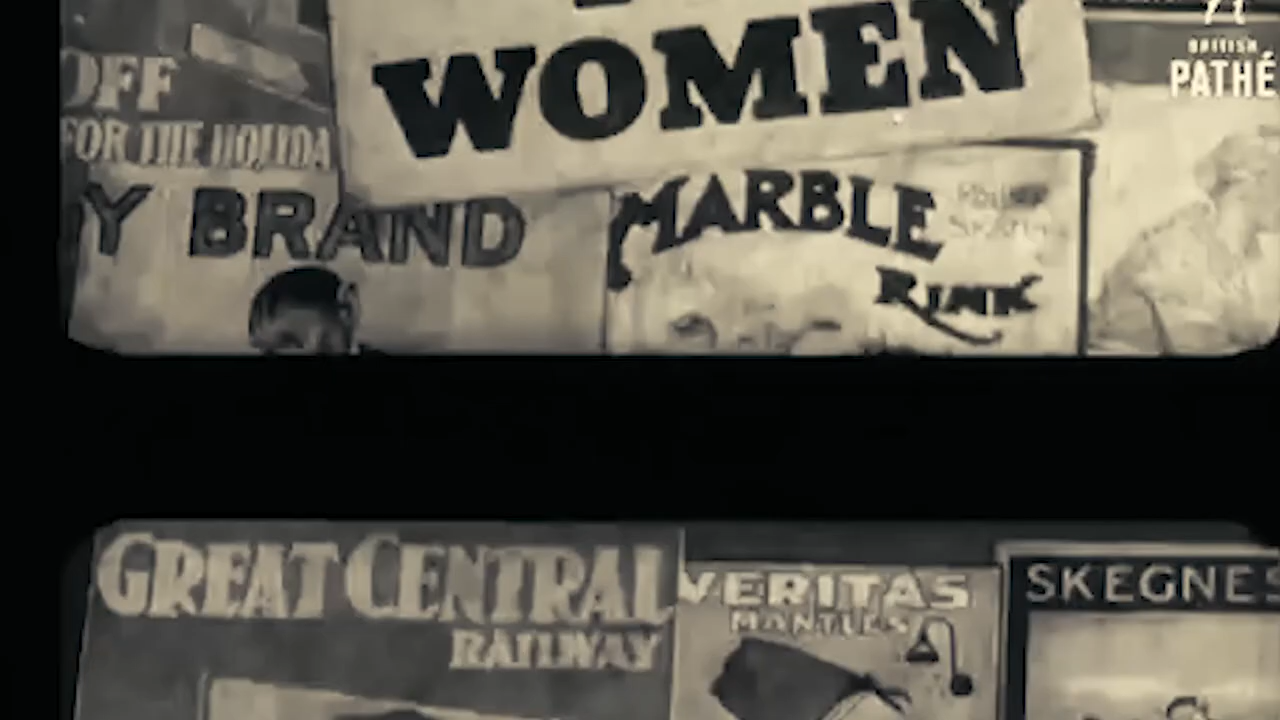 WOMEN
BRITISH
PATHÉ
OFF
FOR THE HOLIDA
Y BRAND
MARBLE
RINK
GREAT CENTRAL
RAILWAY
VERITAS
MANTLES
SKEGNES